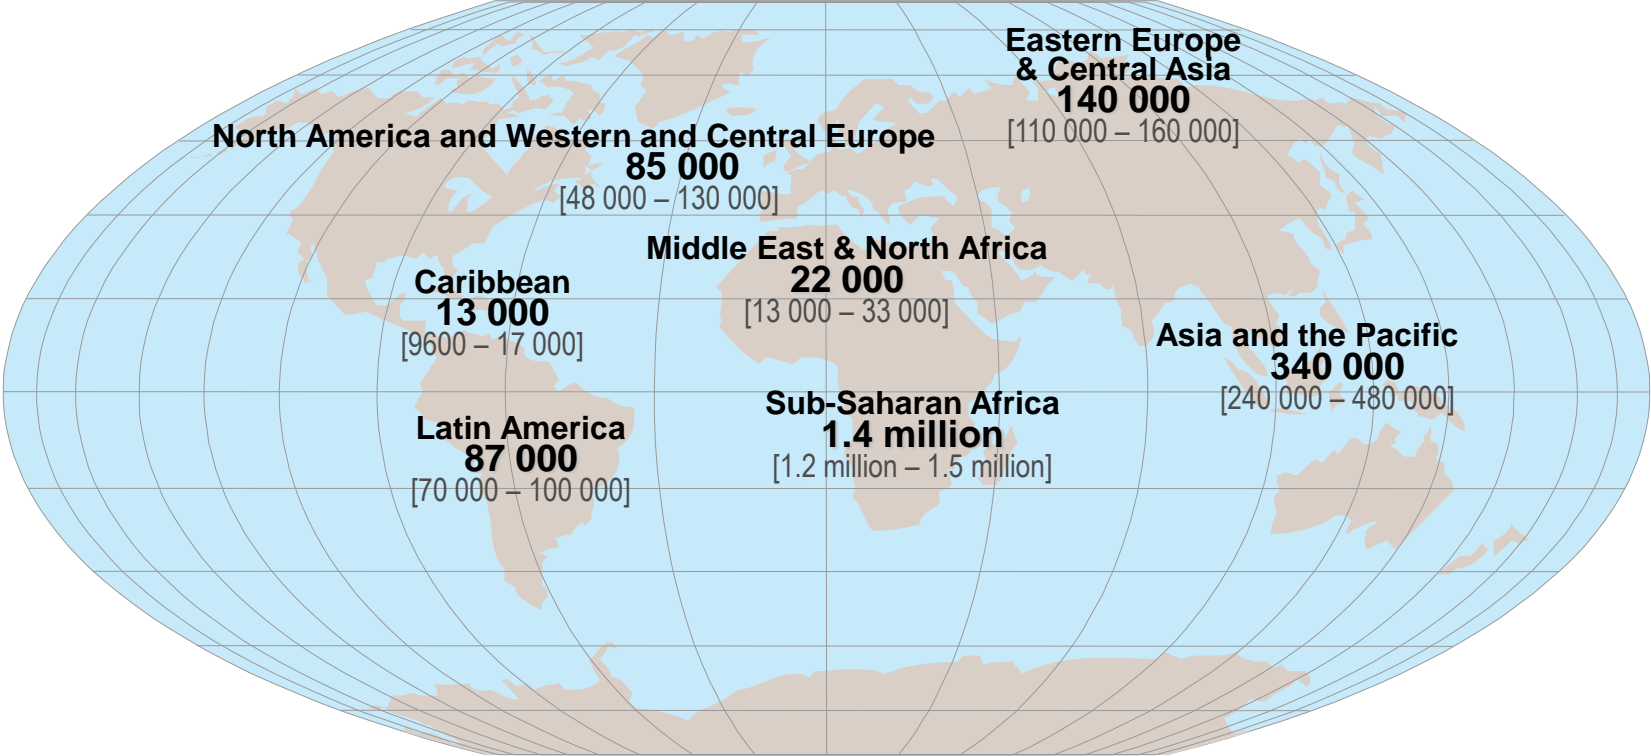 Eastern Europe
& Central Asia
140 000
[110 000 – 160 000]
North America and Western and Central Europe
85 000
[48 000 – 130 000]
Middle East & North Africa
22 000
[13 000 – 33 000]
Caribbean
13 000
[9600 – 17 000]
Asia and the Pacific
340 000
[240 000 – 480 000]
Sub-Saharan Africa
1.4 million
[1.2 million – 1.5 million]
Latin America
87 000
[70 000 – 100 000]